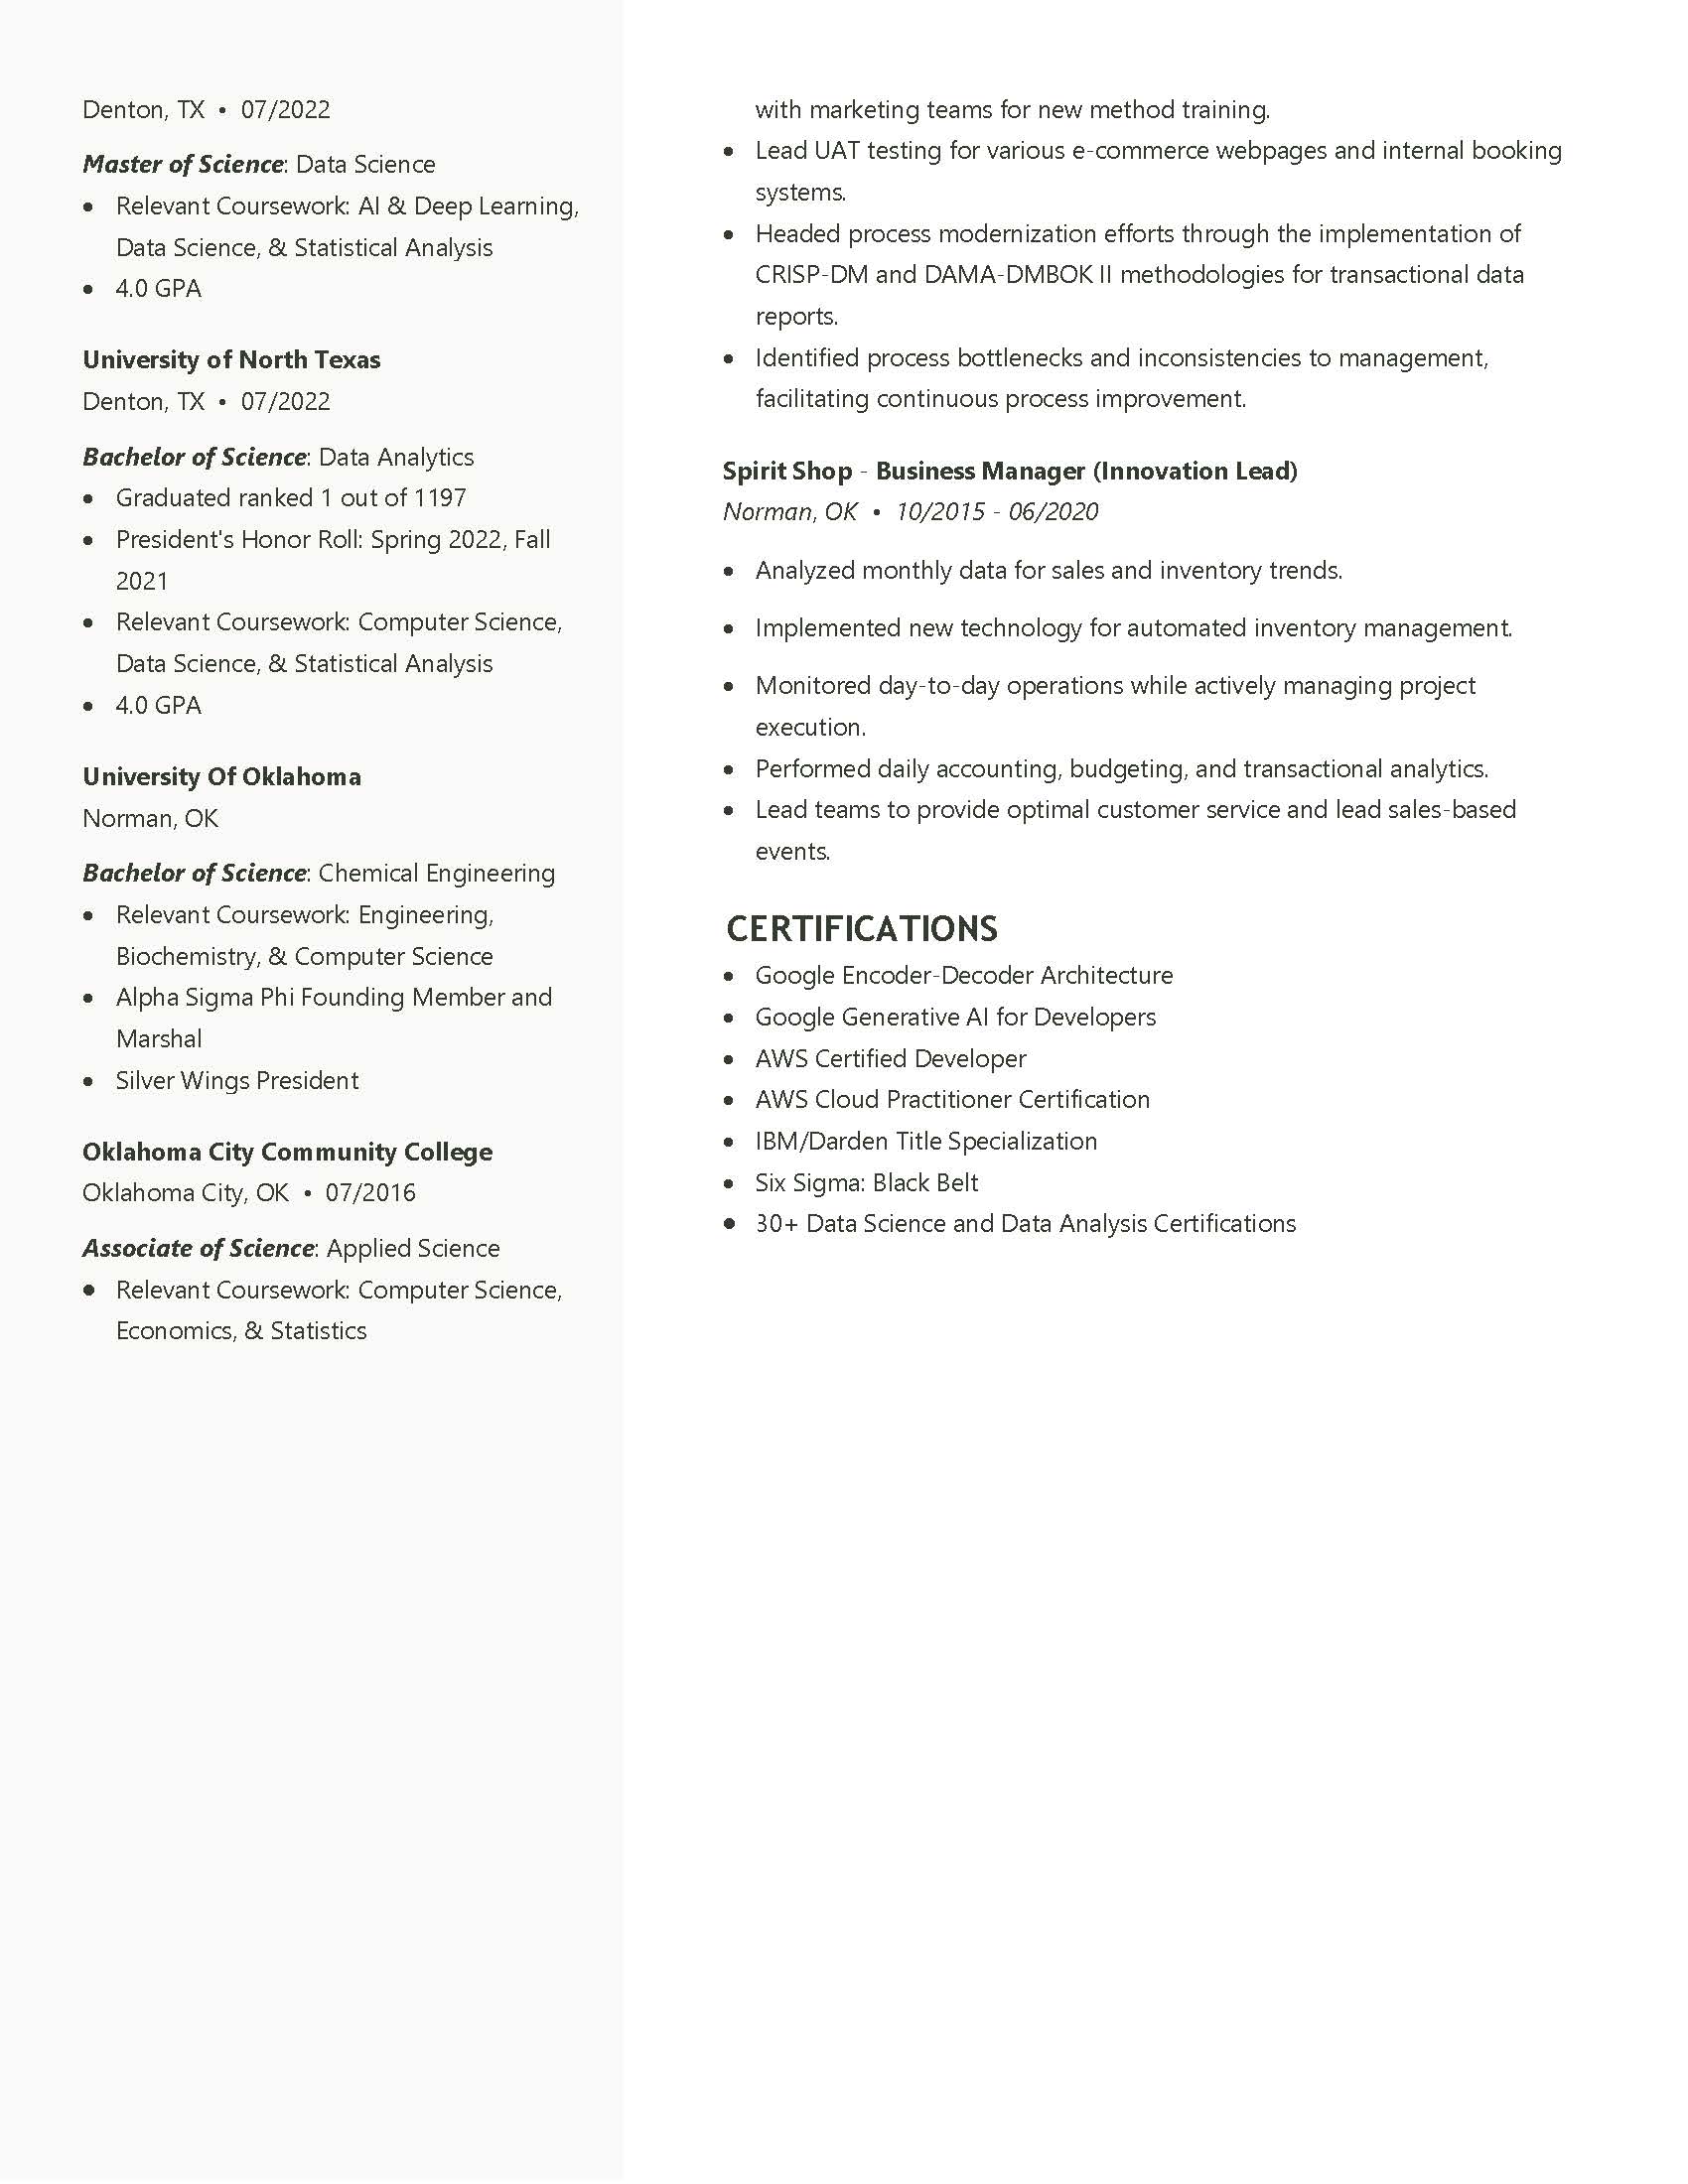 Denton, TX • 07/2022
Master of Science: Data Science
• Relevant Coursework: AI & Deep Learning,
Data Science, & Statistical Analysis
• 4.0 GPA
University of North Texas
Denton, TX • 07/2022
Bachelor of Science: Data Analytics
• Graduated ranked 1 out of 1197
• President's Honor Roll: Spring 2022, Fall
2021
• Relevant Coursework: Computer Science,
Data Science, & Statistical Analysis
• 4.0 GPA
University Of Oklahoma
Norman, OK
Bachelor of Science: Chemical Engineering
• Relevant Coursework: Engineering,
Biochemistry, & Computer Science
• Alpha Sigma Phi Founding Member and
Marshal
• Silver Wings President
Oklahoma City Community College
Oklahoma City, OK • 07/2016
Associate of Science: Applied Science
• Relevant Coursework: Computer Science,
Economics, & Statistics
with marketing teams for new method training.
• Lead UAT testing for various e-commerce webpages and internal booking
systems.
• Headed process modernization efforts through the implementation of
CRISP-DM and DAMA-DMBOK II methodologies for transactional data
reports.
• Identified process bottlenecks and inconsistencies to management,
facilitating continuous process improvement.
Spirit Shop - Business Manager (Innovation Lead)
Norman, OK • 10/2015 - 06/2020
• Analyzed monthly data for sales and inventory trends.
• Implemented new technology for automated inventory management.
• Monitored day-to-day operations while actively managing project
execution.
• Performed daily accounting, budgeting, and transactional analytics.
• Lead teams to provide optimal customer service and lead sales-based
events.
CERTIFICATIONS
• Google Encoder-Decoder Architecture
• Google Generative AI for Developers
• AWS Certified Developer
• AWS Cloud Practitioner Certification
• IBM/Darden Title Specialization
• Six Sigma: Black Belt
• 30+ Data Science and Data Analysis Certifications